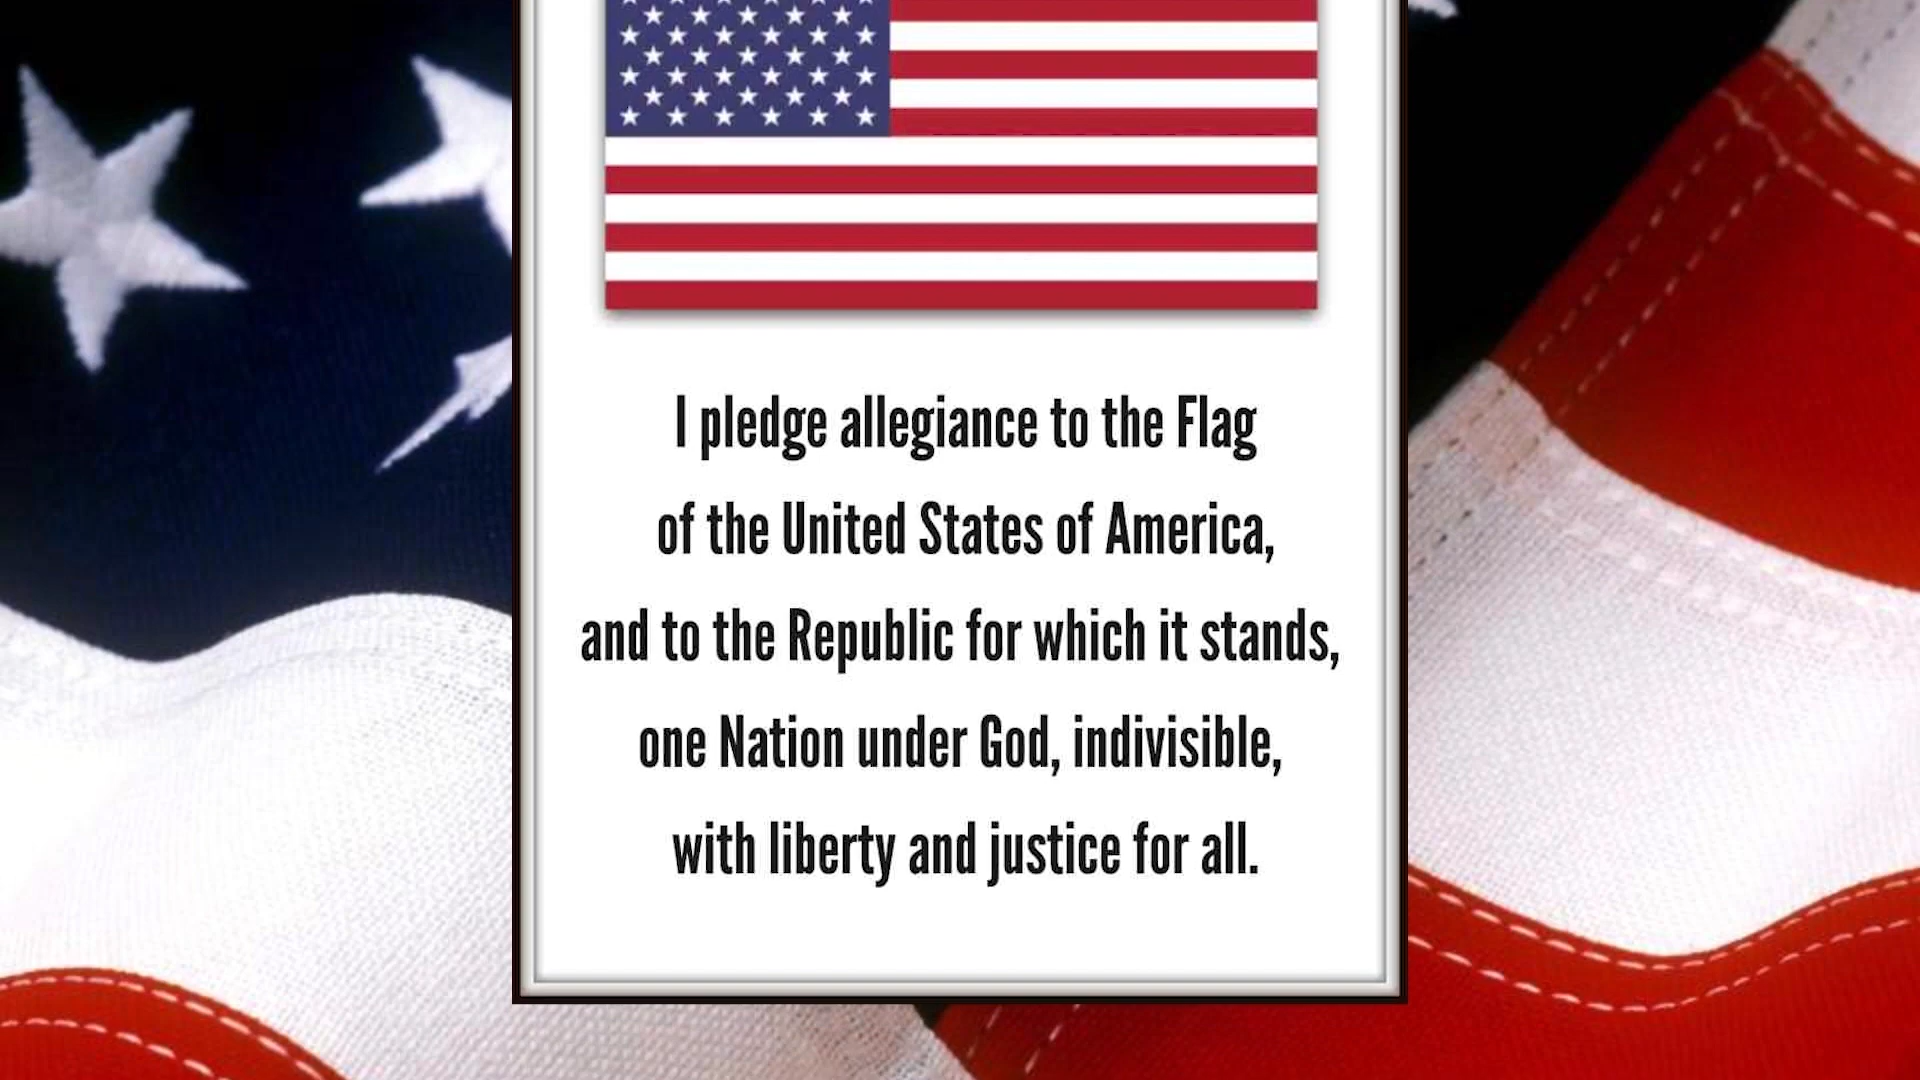 I pledge allegiance to the Flag
of the United States of America,
and to the Republic for which it stands,
one Nation under God, indivisible,
with liberty and justice for all.